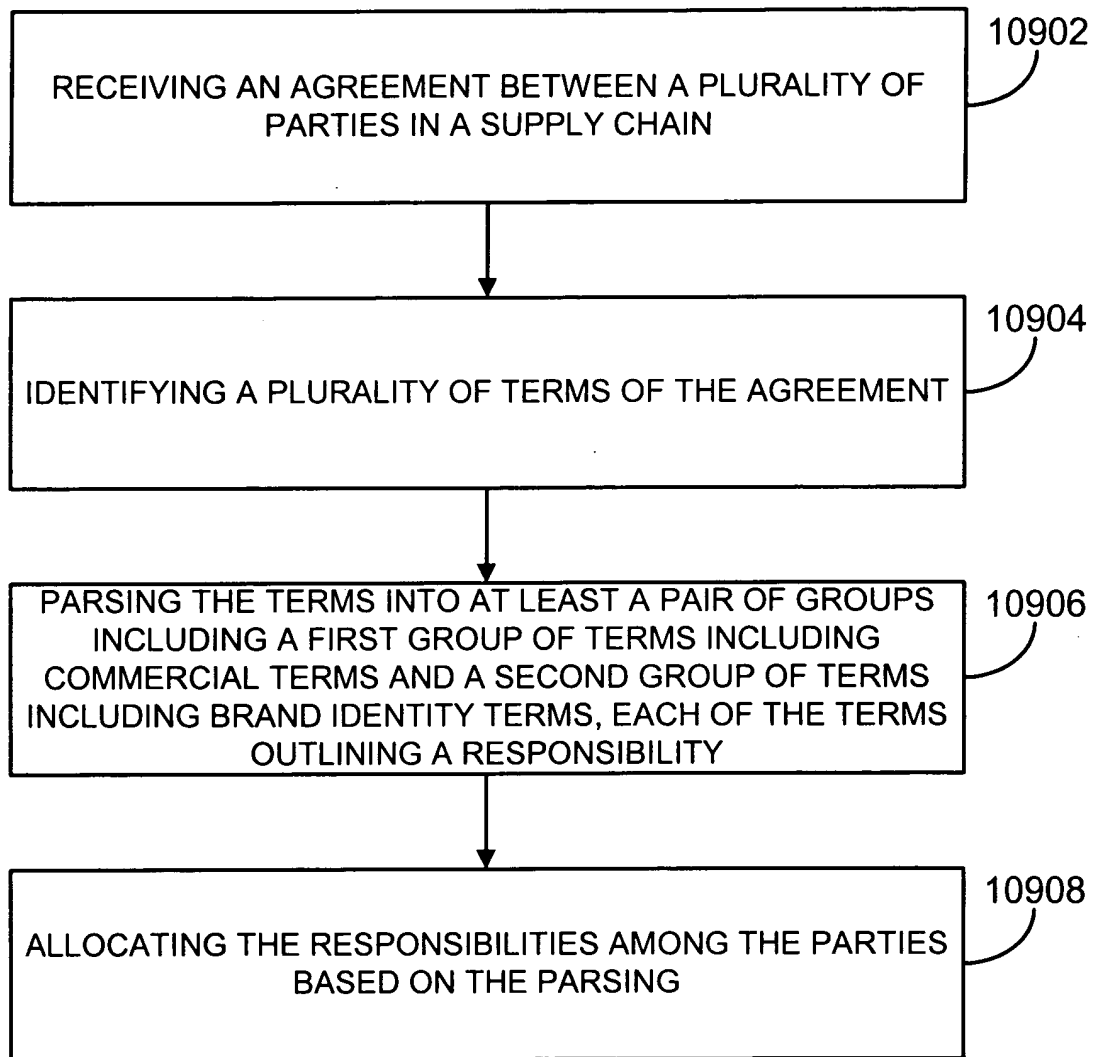 10902
RECEIVING AN AGREEMENT BETWEEN A PLURALITY OF
PARTIES IN A SUPPLY CHAIN
10904
IDENTIFYING A PLURALITY OF TERMS OF THE AGREEMENT
10906
PARSING THE TERMS INTO AT LEAST A PAIR OF GROUPS
INCLUDING A FIRST GROUP OF TERMS INCLUDING
COMMERCIAL TERMS AND A SECOND GROUP OF TERMS
INCLUDING BRAND IDENTITY TERMS, EACH OF THE TERMS
OUTLINING A RESPONSIBILITY
10908
ALLOCATING THE RESPONSIBILITIES AMONG THE PARTIES
BASED ON THE PARSING